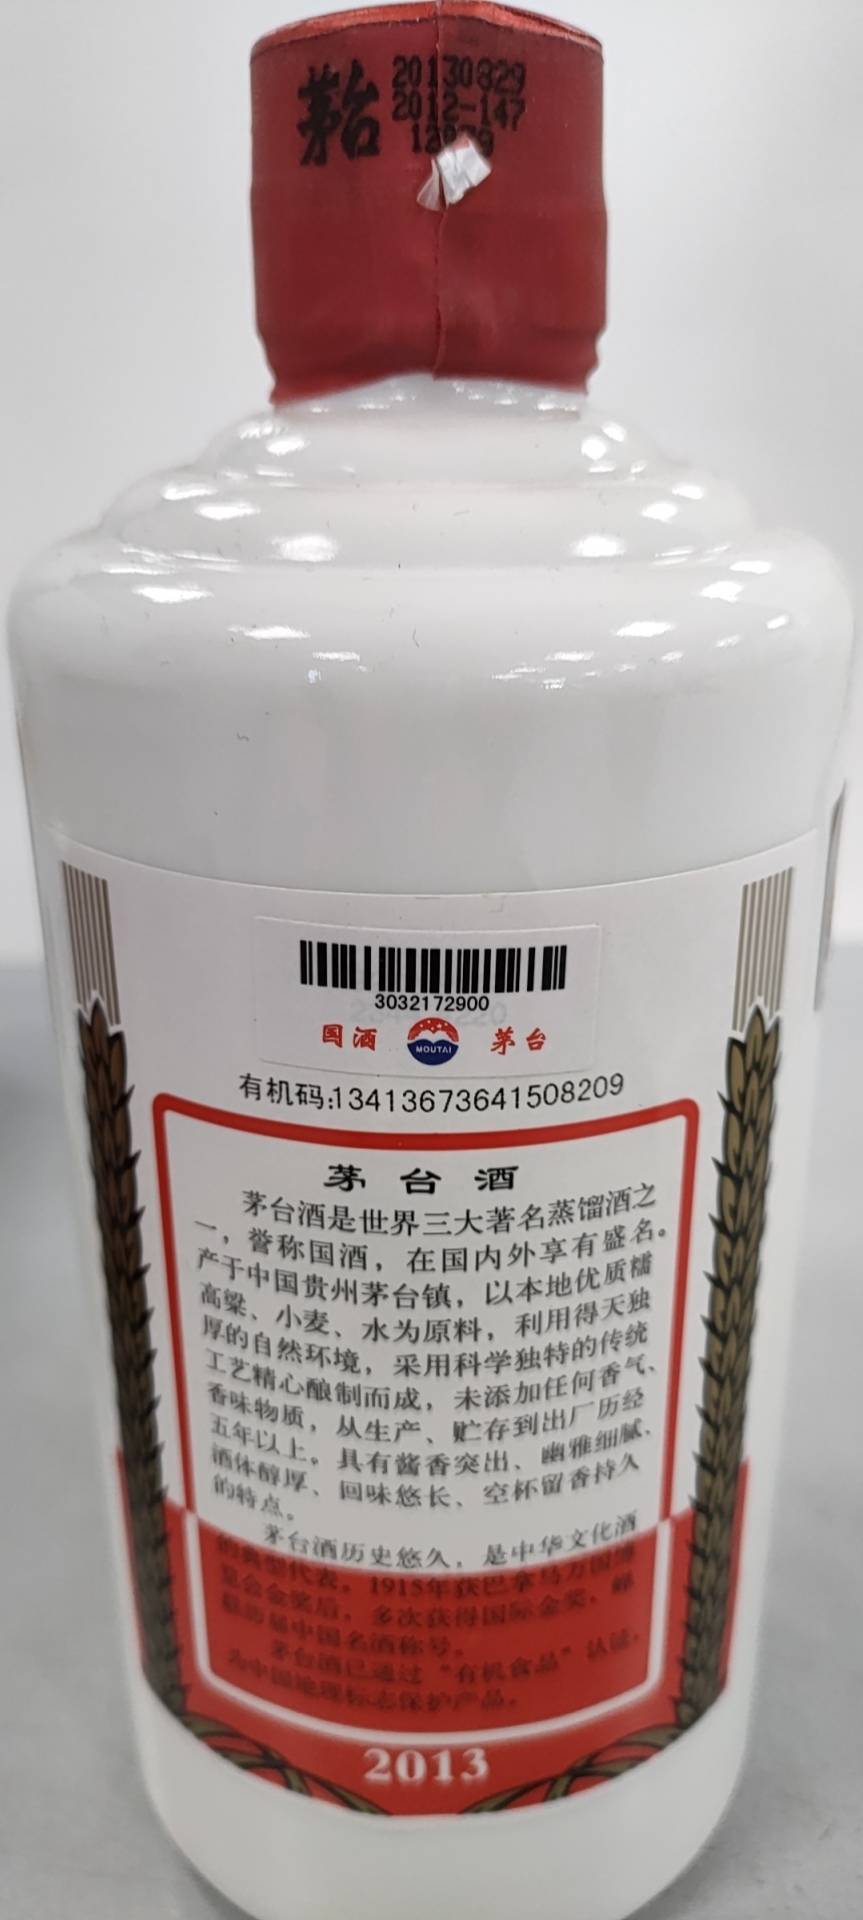 茅台
20130829
2012-147
3032172900
国酒 MOUTAI 茅台
有机码:13413673641508209
茅台酒
茅台酒是世界三大著名蒸馏酒之
一，誉称国酒，在国内外享有盛名。
产于中国贵州茅台镇，以本地优质糯
高粱、小麦、水为原料，利用得天独
厚的自然环境，采用科学独特的传统
工艺精心酿制而成，未添加任何香气、
香味物质，从生产、贮存到出厂历经
五年以上。具有酱香突出、幽雅细腻、
酒体醇厚、回味悠长、空杯留香持久
的特点。
茅台酒历史悠久，是中华文化酒
的典型代表。1915年获巴拿马万国博
览会金奖后，多次获得国际金奖，蝉
联历届中国名酒称号。
茅台酒已通过“有机食品”认证，
为中国地理标志保护产品。
2013